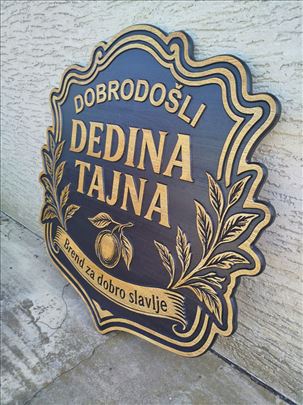 DOBRODOŠLI
DEDINA
TAJNA
Brend za dobro slavlje